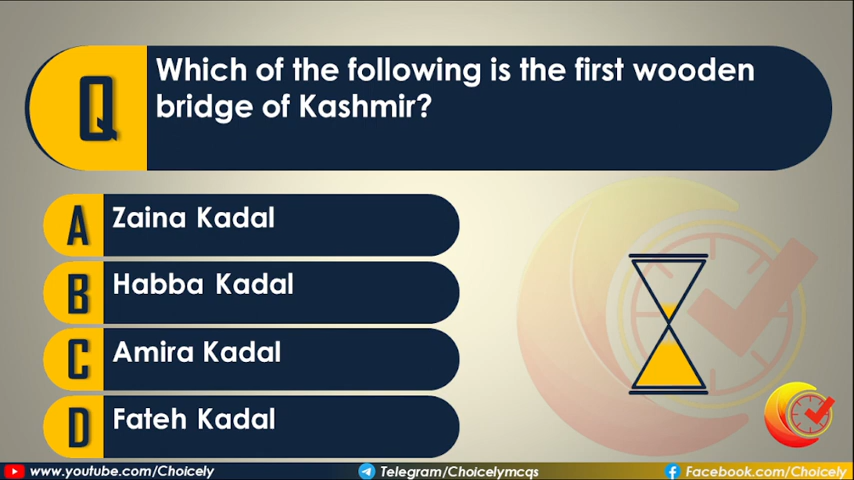 Q
Which of the following is the first wooden
bridge of Kashmir?
A Zaina Kadal
B Habba Kadal
C Amira Kadal
D Fateh Kadal
www.youtube.com/Choicely Telegram/Choicelymcqs Facebook.com/Choicely